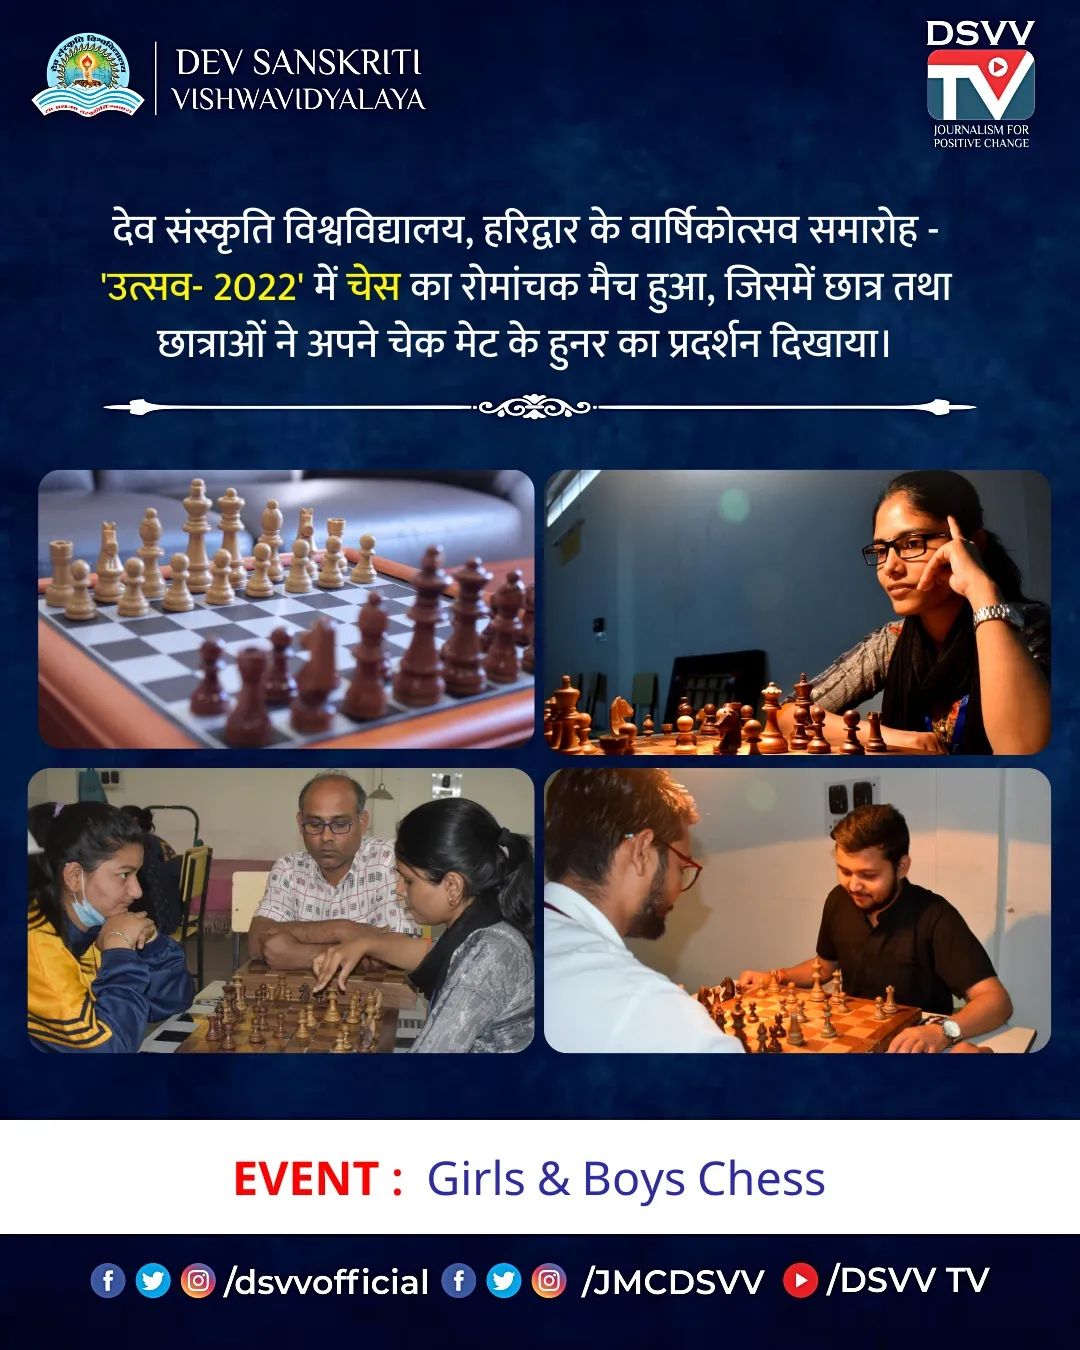 DEV SANSKRITI
VISHWAVIDYALAYA
DSVV
TV
JOURNALISM FOR
POSITIVE CHANGE
देव संस्कृति विश्वविद्यालय, हरिद्वार के वार्षिकोत्सव समारोह -
'उत्सव- 2022' में चेस का रोमांचक मैच हुआ, जिसमें छात्र तथा
छात्राओं ने अपने चेक मेट के हुनर का प्रदर्शन दिखाया।
EVENT : Girls & Boys Chess
/dsvvofficial /JMCDSVV /DSVV TV